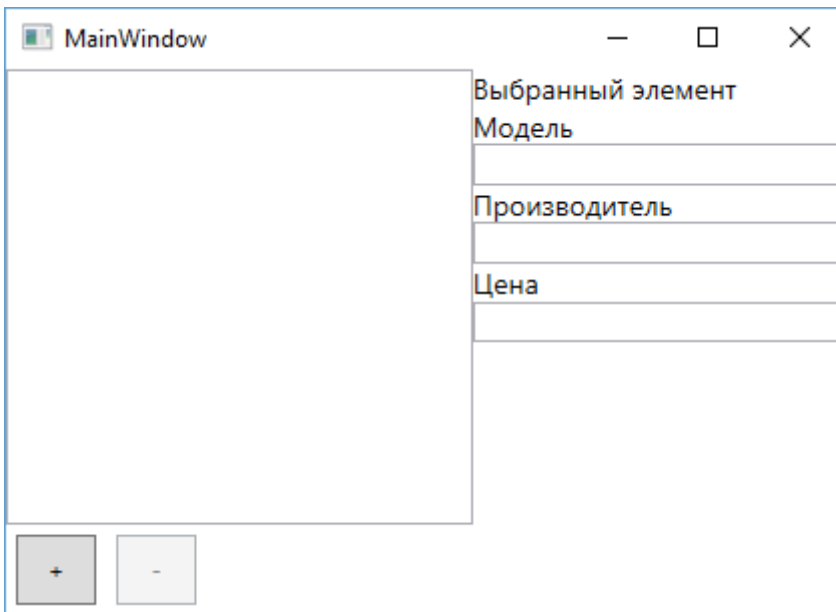 MainWindow
Выбранный элемент
Модель
Производитель
Цена
+ -